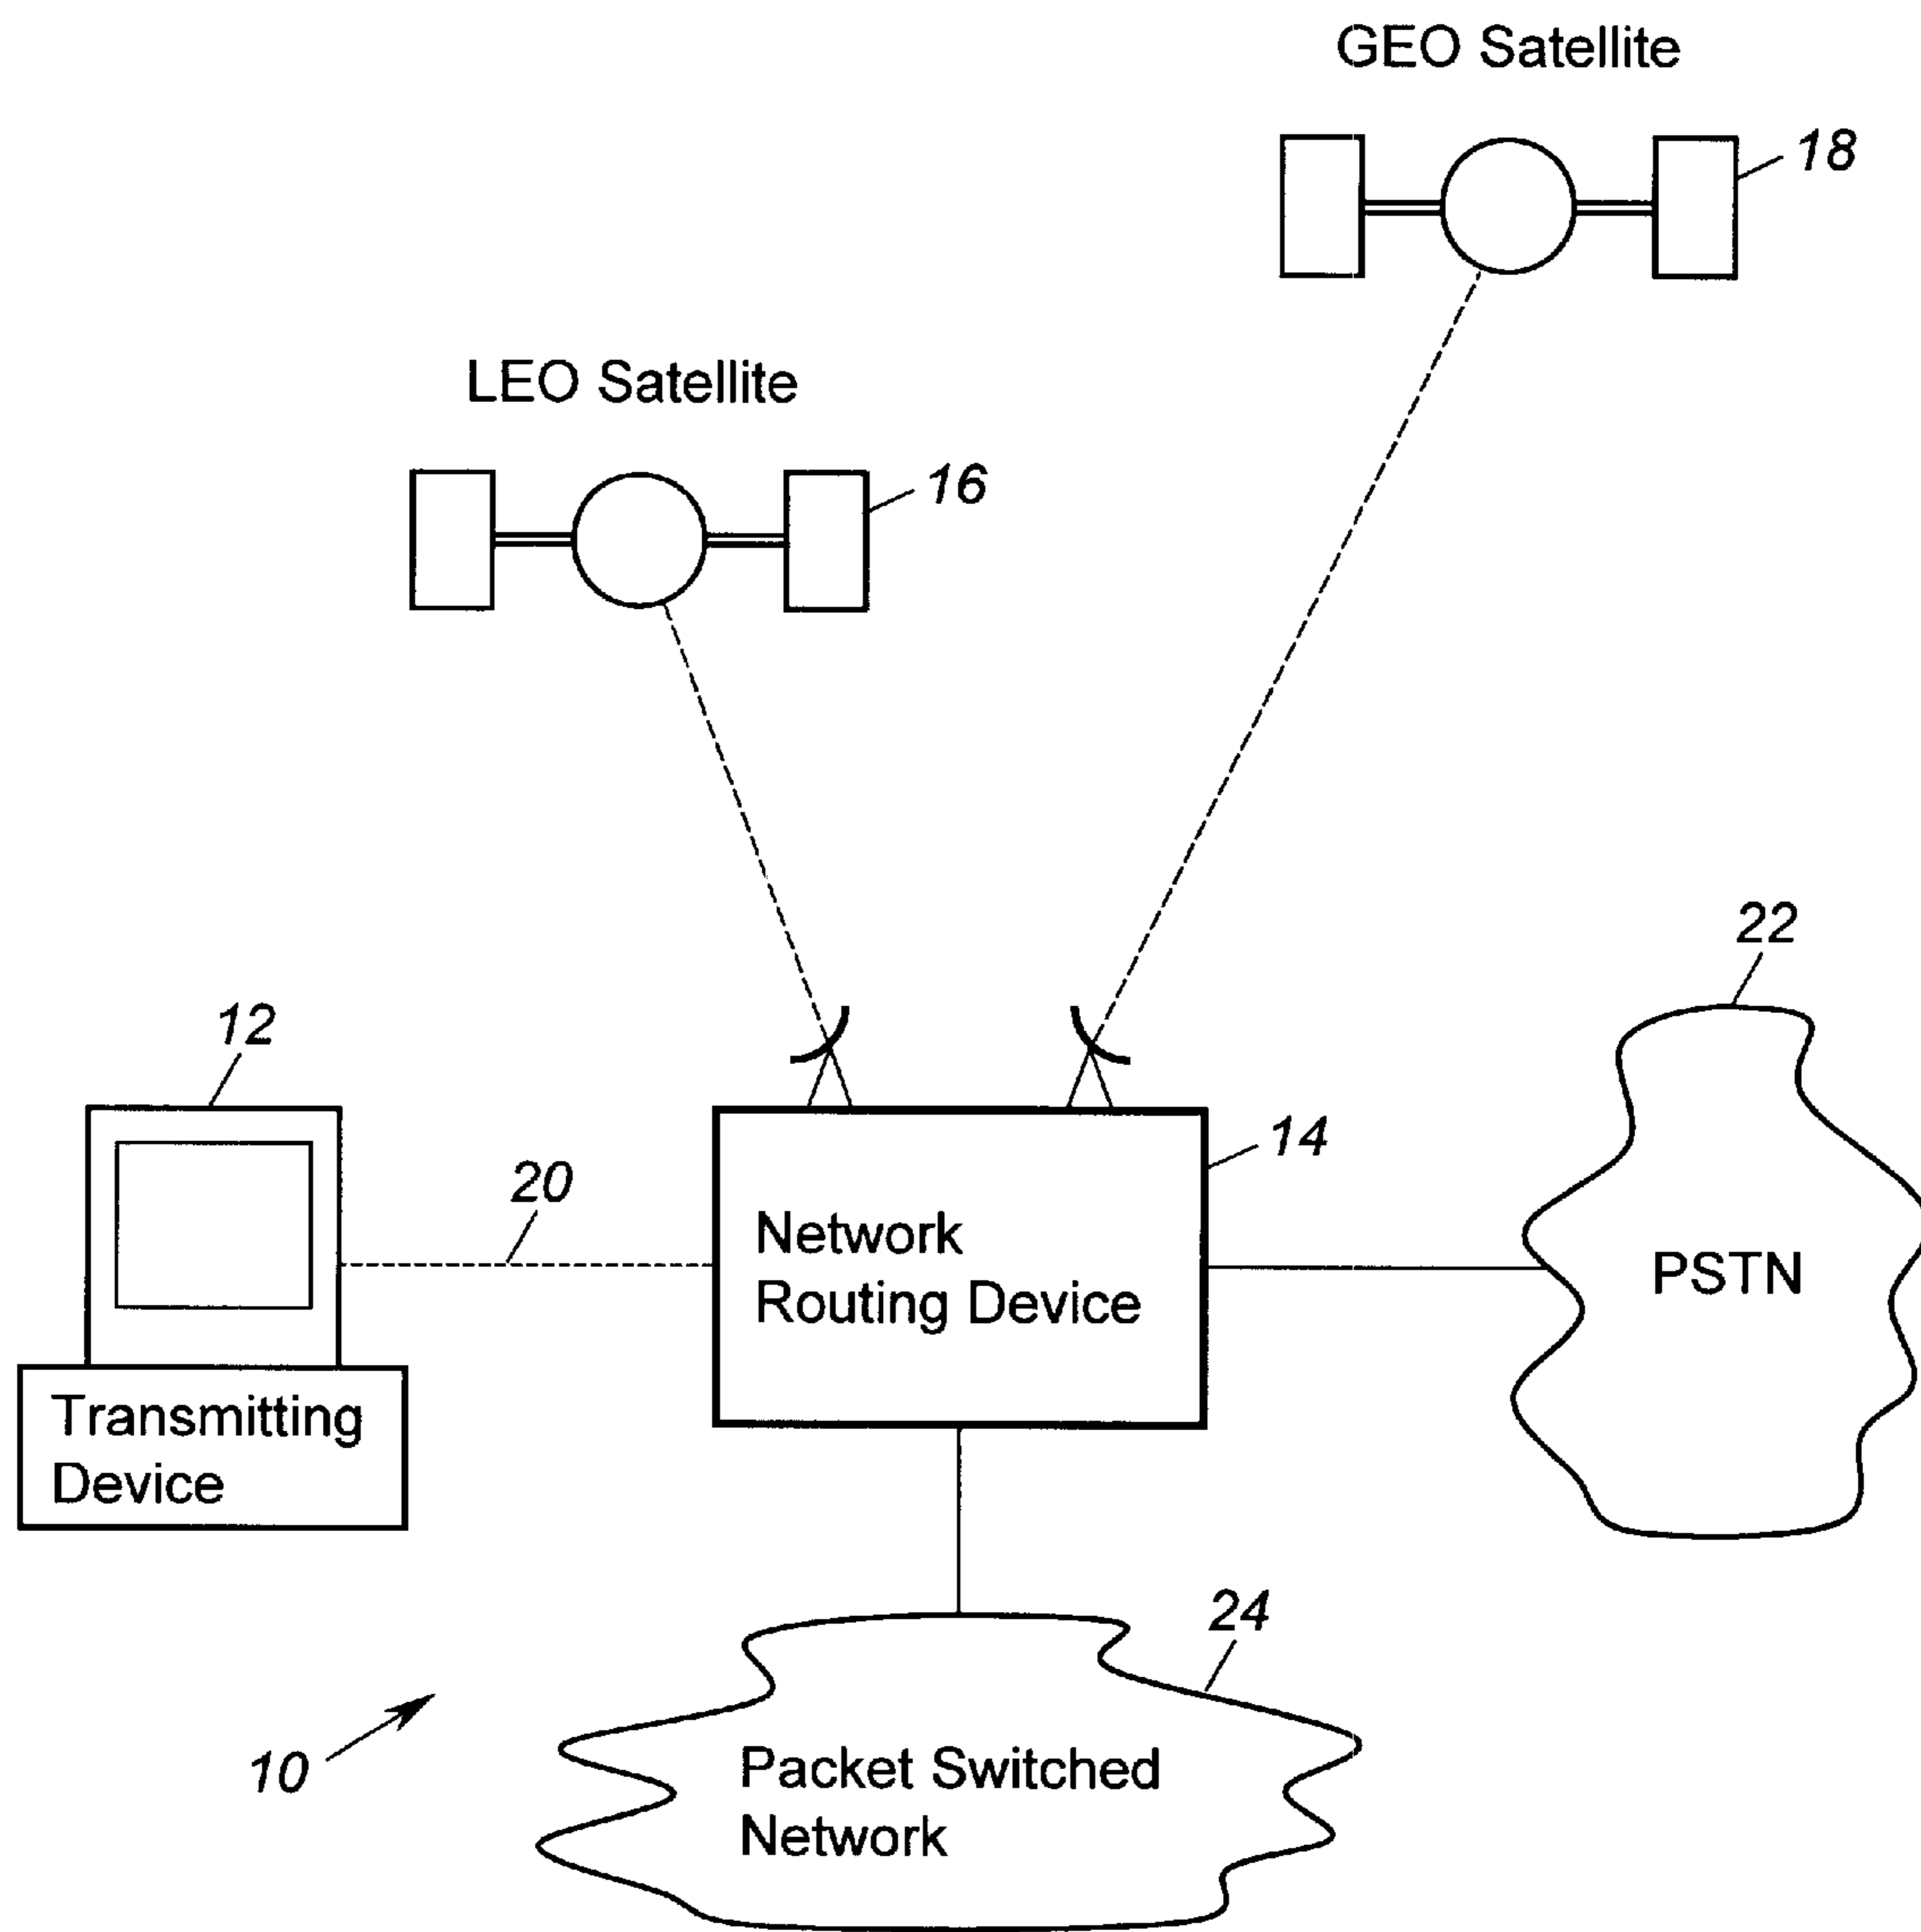 GEO Satellite
18
LEO Satellite
16
22
12
14
20
Network
Routing Device
PSTN
Transmitting
Device
24
10
Packet Switched
Network